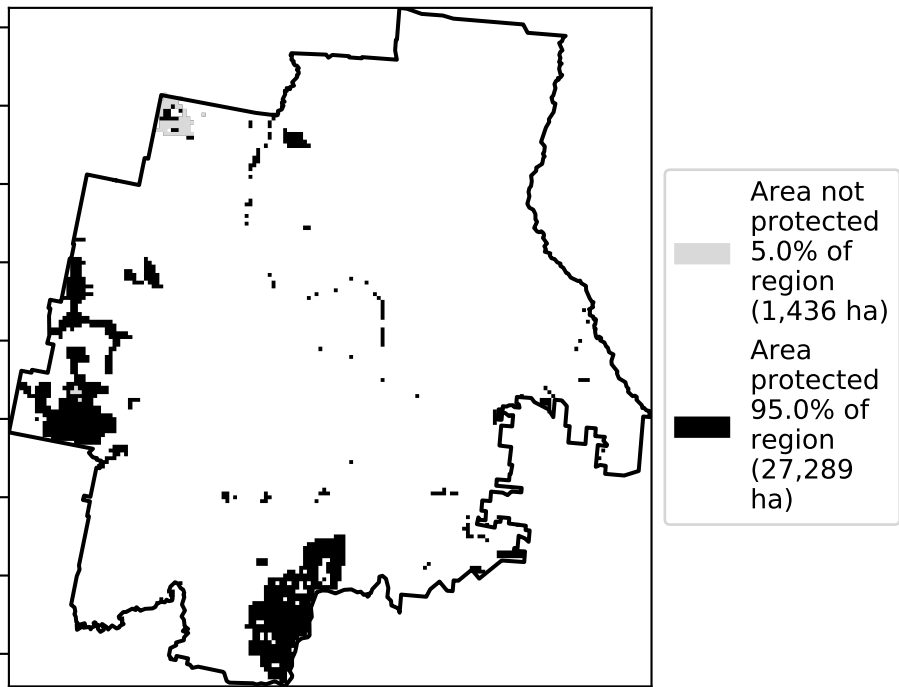 Area not
protected
5.0% of
region
(1,436 ha)
Area
protected
95.0% of
region
(27,289
ha)